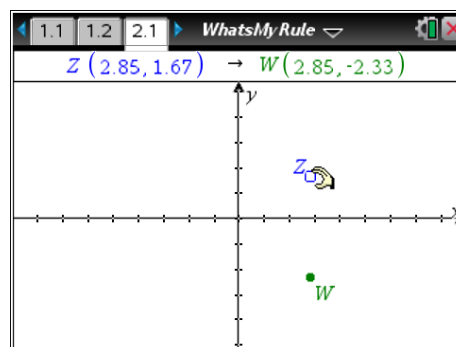 1.1 1.2 2.1 WhatsMyRule
Z (2.85, 1.67) → W(2.85, -2.33)
y
Z
x
W